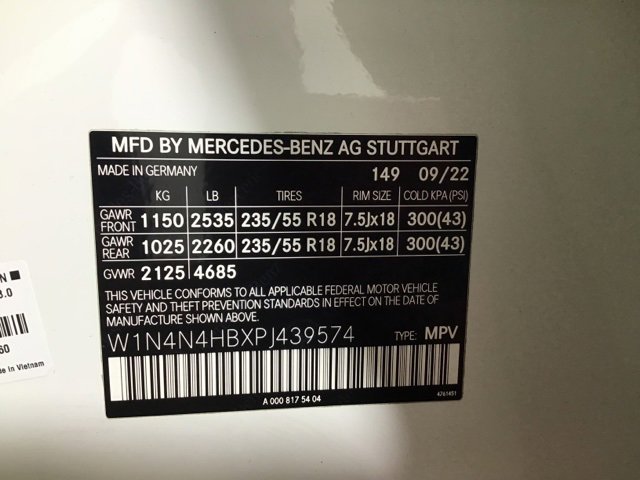 MFD BY MERCEDES-BENZ AG STUTTGART
MADE IN GERMANY 149 09/22
KG LB TIRES RIM SIZE COLD KPA (PSI)
GAWR FRONT 1150 2535 235/55 R18 7.5Jx18 300(43)
GAWR REAR 1025 2260 235/55 R18 7.5Jx18 300(43)
GVWR 2125 4685
THIS VEHICLE CONFORMS TO ALL APPLICABLE FEDERAL MOTOR VEHICLE
SAFETY AND THEFT PREVENTION STANDARDS IN EFFECT ON THE DATE OF
MANUFACTURE SHOWN ABOVE.
W1N4N4HBXPJ439574 TYPE: MPV
A 000 817 54 04 4761451
in Vietnam